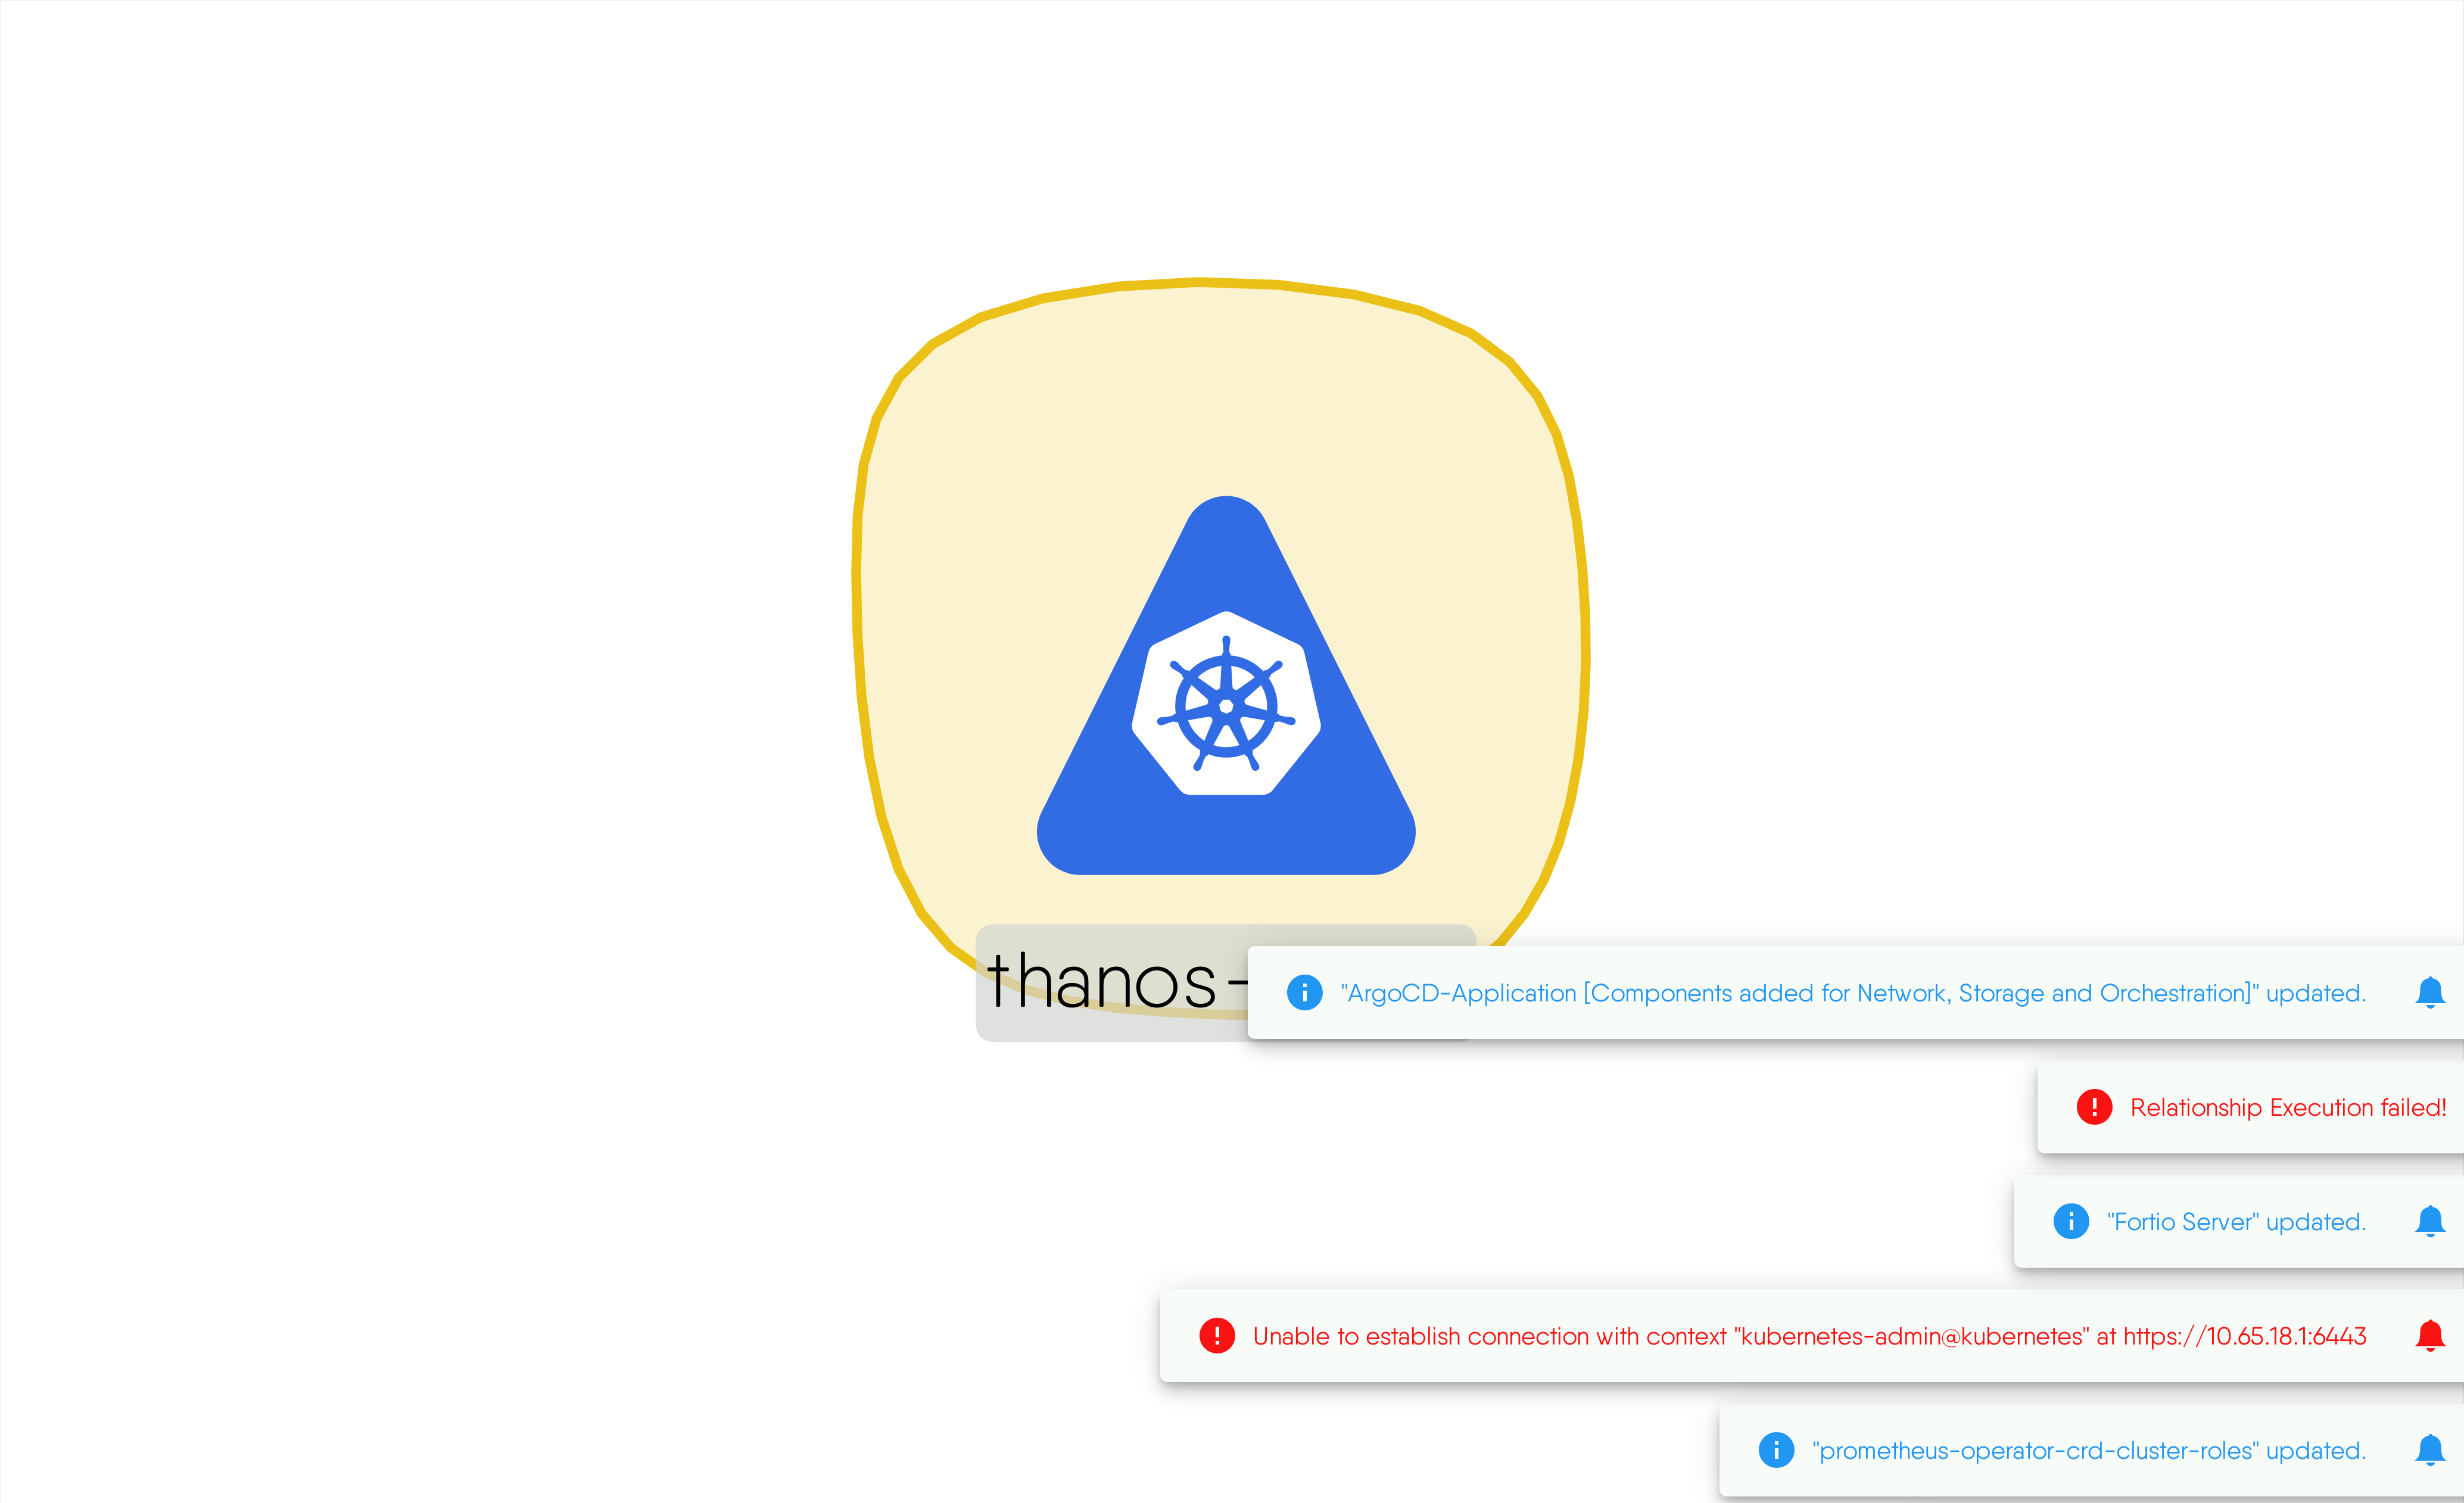 thanos-
"ArgoCD-Application [Components added for Network, Storage and Orchestration]" updated.
Relationship Execution failed!
"Fortio Server" updated.
Unable to establish connection with context "kubernetes-admin@kubernetes" at https://10.65.18.1:6443
"prometheus-operator-crd-cluster-roles" updated.